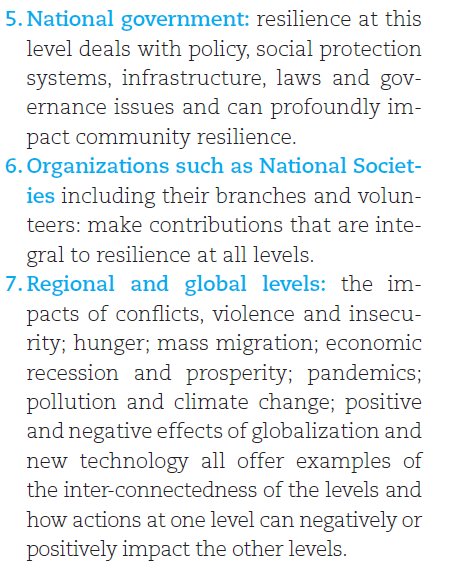 5. National government: resilience at this
level deals with policy, social protection
systems, infrastructure, laws and gov-
ernance issues and can profoundly im-
pact community resilience.
6. Organizations such as National Societ-
ies including their branches and volun-
teers: make contributions that are inte-
gral to resilience at all levels.
7. Regional and global levels: the im-
pacts of conflicts, violence and insecu-
rity; hunger; mass migration; economic
recession and prosperity; pandemics;
pollution and climate change; positive
and negative effects of globalization and
new technology all offer examples of
the inter-connectedness of the levels and
how actions at one level can negatively or
positively impact the other levels.